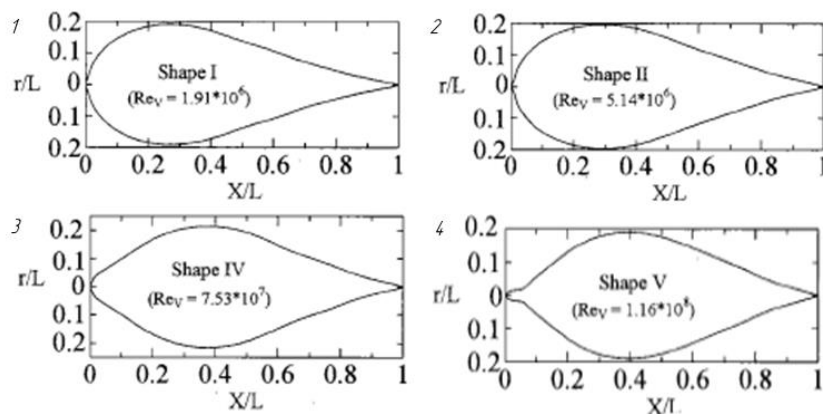 1
0.2
0.1
r/L 0
0.1
0.2
Shape I
(Re_V = 1.91*10^6)
0 0.2 0.4 0.6 0.8 1
X/L
2
0.2
0.1
r/L 0
0.1
0.2
Shape II
(Re_V = 5.14*10^6)
0 0.2 0.4 0.6 0.8 1
X/L
3
0.2
0.1
r/L 0
0.1
0.2
Shape IV
(Re_V = 7.53*10^7)
0 0.2 0.4 0.6 0.8 1
X/L
4
0.2
0.1
r/L 0
0.1
0.2
Shape V
(Re_V = 1.16*10^8)
0 0.2 0.4 0.6 0.8 1
X/L